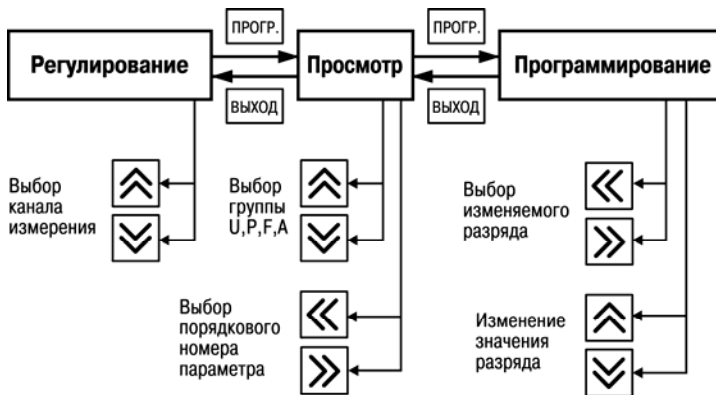 ПРОГР.
ПРОГР.
Регулирование
Просмотр
Программирование
ВЫХОД
ВЫХОД
Выбор
канала
измерения
Выбор
группы
U,P,F,A
Выбор
изменяемого
разряда
Выбор
порядкового
номера
параметра
Изменение
значения
разряда